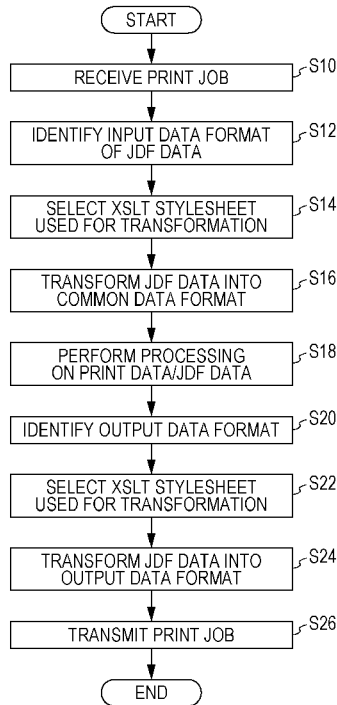 START
RECEIVE PRINT JOB
S10
IDENTIFY INPUT DATA FORMAT
OF JDF DATA
S12
SELECT XSLT STYLESHEET
USED FOR TRANSFORMATION
S14
TRANSFORM JDF DATA INTO
COMMON DATA FORMAT
S16
PERFORM PROCESSING
ON PRINT DATA/JDF DATA
S18
IDENTIFY OUTPUT DATA FORMAT
S20
SELECT XSLT STYLESHEET
USED FOR TRANSFORMATION
S22
TRANSFORM JDF DATA INTO
OUTPUT DATA FORMAT
S24
TRANSMIT PRINT JOB
S26
END